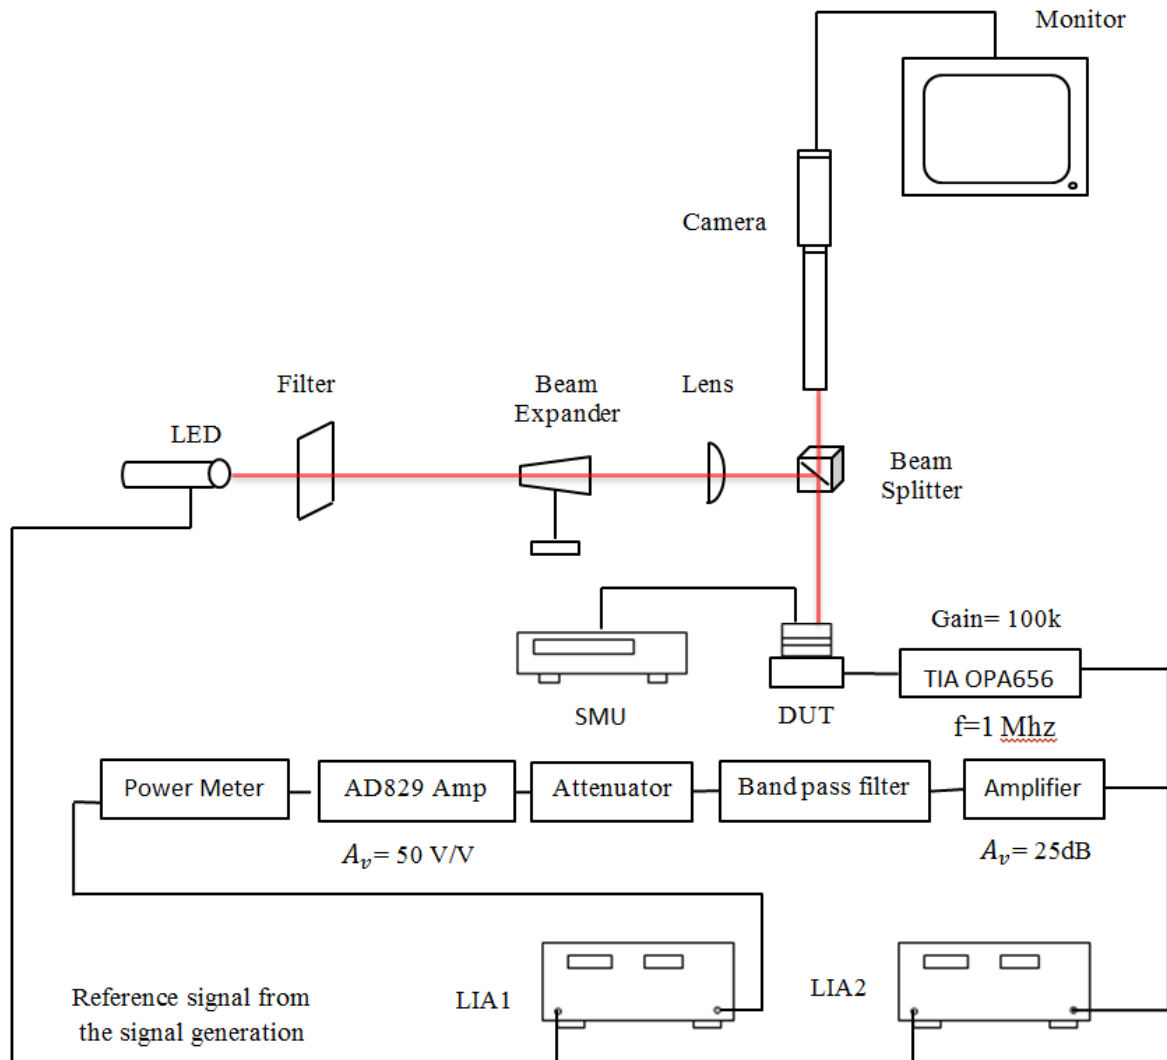 Monitor
Camera
Filter
Beam
Expander
Lens
LED
Beam
Splitter
Gain= 100k
TIA OPA656
SMU
DUT
f=1 Mhz
Power Meter
AD829 Amp
Attenuator
Band pass filter
Amplifier
A_v= 50 V/V
A_v= 25dB
Reference signal from
the signal generation
LIA1
LIA2